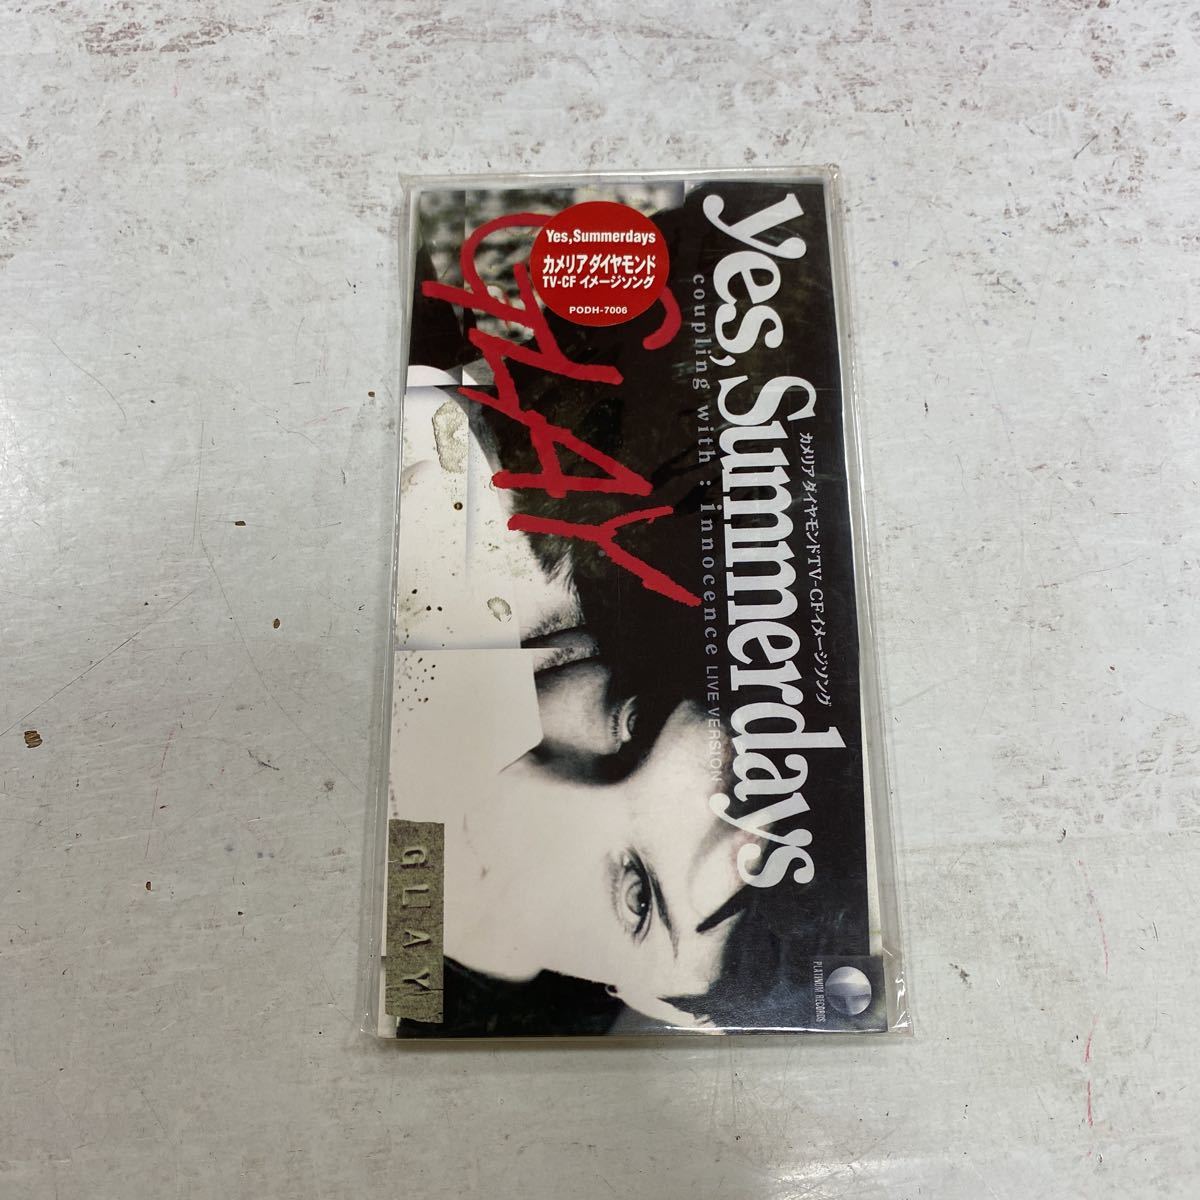 yes, Summerdays
カメリア ダイヤモンドTV-CFイメージソング
coupling with : innocence LIVE VERSION
Yes,Summerdays
カメリアダイヤモンド
TV-CF イメージソング
PODH-7006
GLAY
GLAY
PLATINUM RECORDS